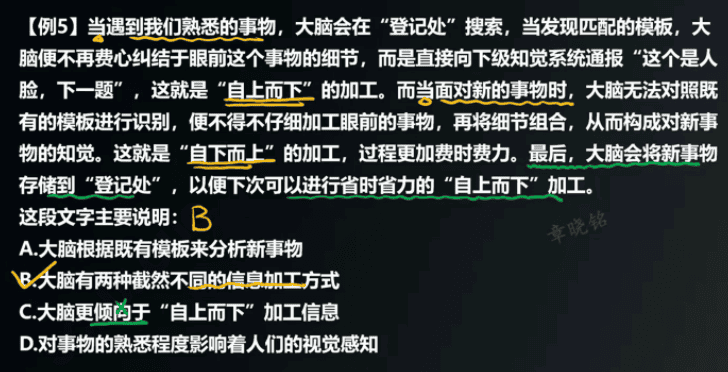 【例5】当遇到我们熟悉的事物，大脑会在“登记处”搜索，当发现匹配的模板，大
脑便不再费心纠结于眼前这个事物的细节，而是直接向下级知觉系统通报“这个是人
脸，下一题”，这就是“自上而下”的加工。而当面对新的事物时，大脑无法对照既
有的模板进行识别，便不得不仔细加工眼前的事物，再将细节组合，从而构成对新事
物的知觉。这就是“自下而上”的加工，过程更加费时费力。最后，大脑会将新事物
存储到“登记处”，以便下次可以进行省时省力的“自上而下”加工。
这段文字主要说明：B
章晓铭
A.大脑根据既有模板来分析新事物
B.大脑有两种截然不同的信息加工方式
C.大脑更倾向于“自上而下”加工信息
D.对事物的熟悉程度影响着人们的视觉感知